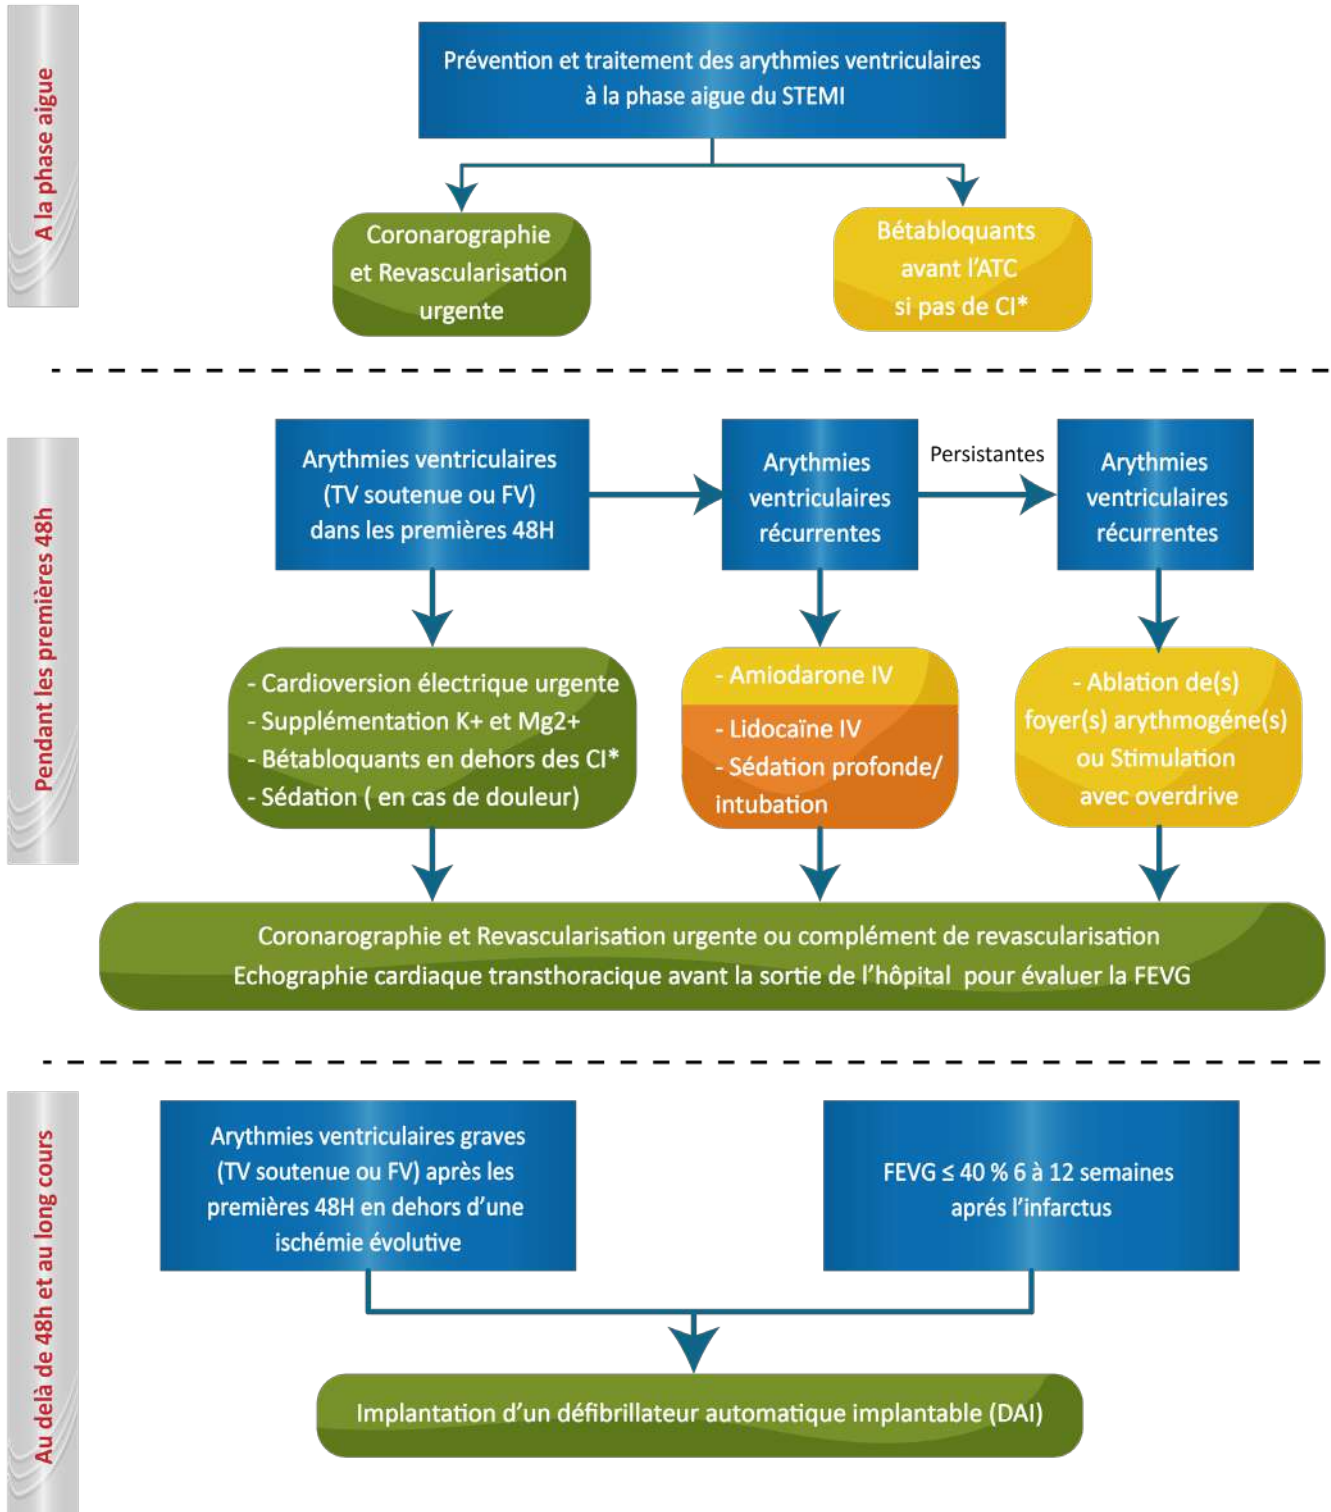 A la phase aigue
Prévention et traitement des arythmies ventriculaires
à la phase aigue du STEMI
Coronarographie
et Revascularisation
urgente
Bétabloquants
avant l'ATC
si pas de CI*
Pendant les premières 48h
Arythmies ventriculaires
(TV soutenue ou FV)
dans les premières 48H
Arythmies
ventriculaires
récurrentes
Persistantes
Arythmies
ventriculaires
récurrentes
- Cardioversion électrique urgente
- Supplémentation K+ et Mg2+
- Bétabloquants en dehors des CI*
- Sédation ( en cas de douleur)
- Amiodarone IV
- Lidocaïne IV
- Sédation profonde/
intubation
- Ablation de(s)
foyer(s) arythmogéne(s)
ou Stimulation
avec overdrive
Coronarographie et Revascularisation urgente ou complément de revascularisation
Echographie cardiaque transthoracique avant la sortie de l'hôpital pour évaluer la FEVG
Au delà de 48h et au long cours
Arythmies ventriculaires graves
(TV soutenue ou FV) après les
premières 48H en dehors d'une
ischémie évolutive
FEVG ≤ 40 % 6 à 12 semaines
aprés l'infarctus
Implantation d'un défibrillateur automatique implantable (DAI)